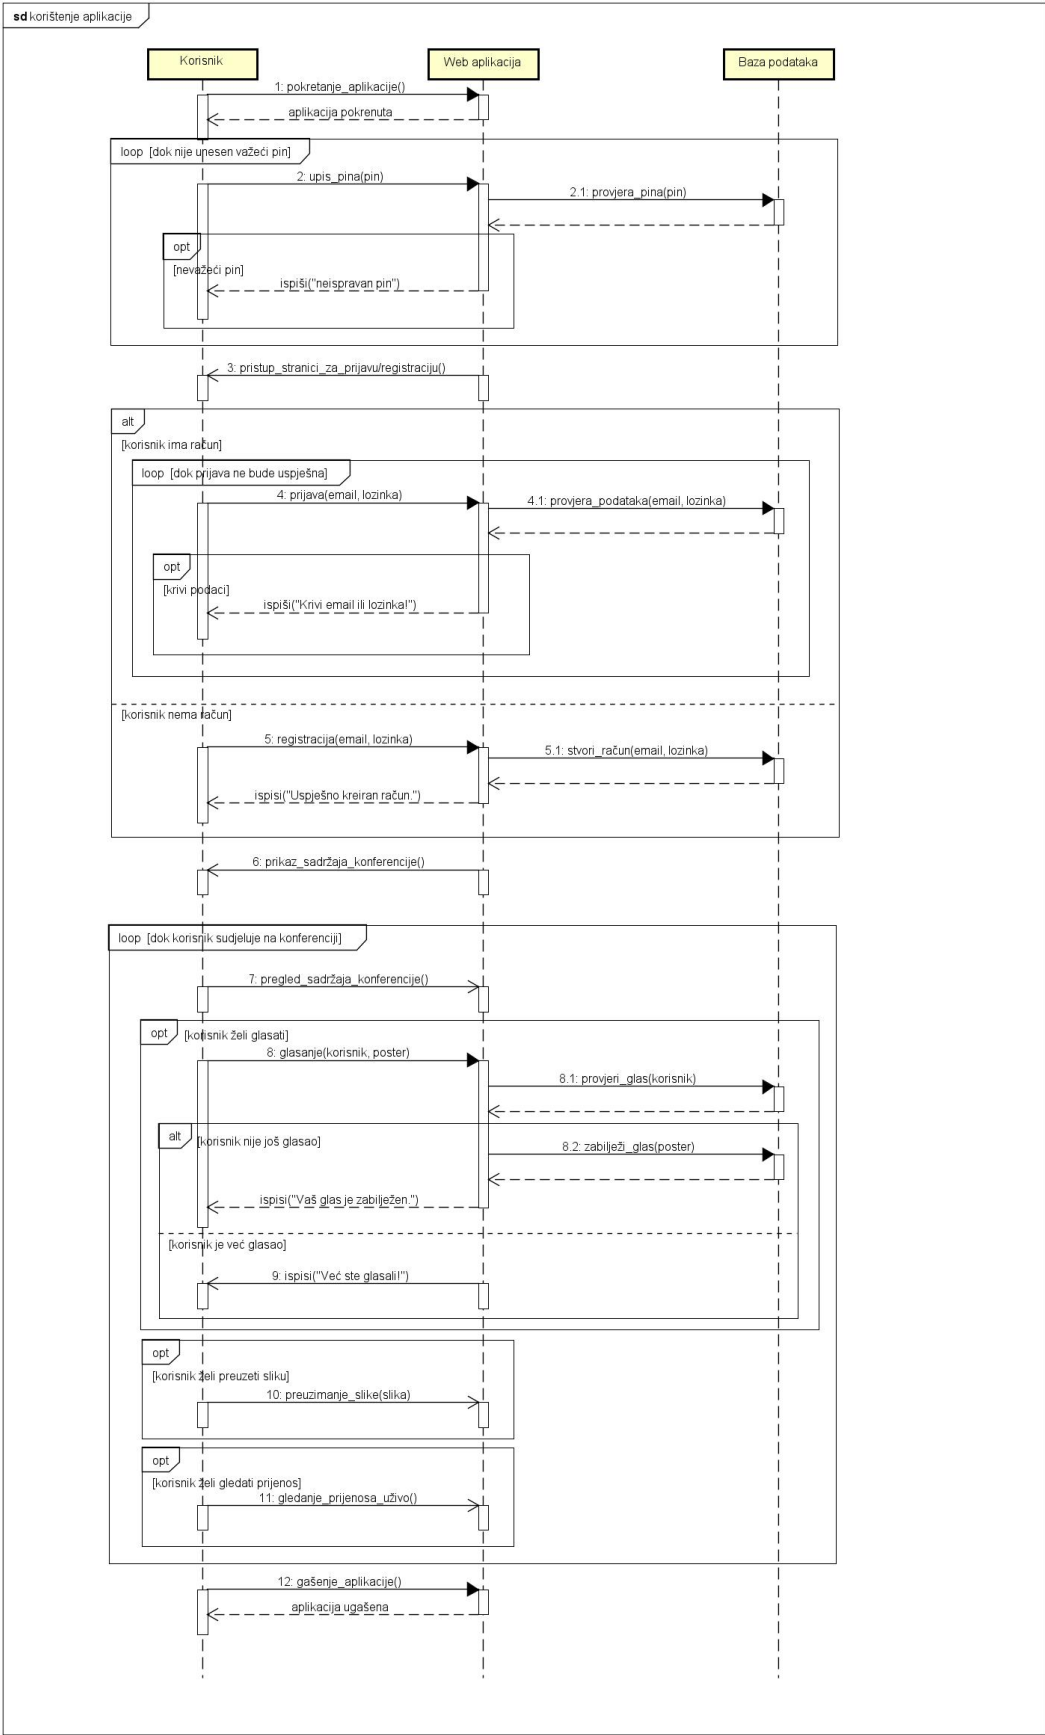 sd korištenje aplikacije
Korisnik
Web aplikacija
Baza podataka
1: pokretanje_aplikacije()
aplikacija pokrenuta
loop [dok nije unesen važeći pin]
2: upis_pina(pin)
2.1: provjera_pina(pin)
opt
[nevažeći pin]
ispiši("neispravan pin")
3: pristup_stranici_za_prijavu/registraciju()
alt
[korisnik ima račun]
loop [dok prijava ne bude uspješna]
4: prijava(email, lozinka)
4.1: provjera_podataka(email, lozinka)
opt
[krivi podaci]
ispiši("Krivi email ili lozinka!")
[korisnik nema račun]
5: registracija(email, lozinka)
5.1: stvori_račun(email, lozinka)
ispisi("Uspješno kreiran račun.")
6: prikaz_sadržaja_konferencije()
loop [dok korisnik sudjeluje na konferenciji]
7: pregled_sadržaja_konferencije()
opt [korisnik želi glasati]
8: glasanje(korisnik, poster)
8.1: provjeri_glas(korisnik)
alt [korisnik nije još glasao]
8.2: zabilježi_glas(poster)
ispisi("Vaš glas je zabilježen.")
[korisnik je već glasao]
9: ispisi("Već ste glasali!")
opt
[korisnik želi preuzeti sliku]
10: preuzimanje_slike(slika)
opt
[korisnik želi gledati prijenos]
11: gledanje_prijenosa_uživo()
12: gašenje_aplikacije()
aplikacija ugašena